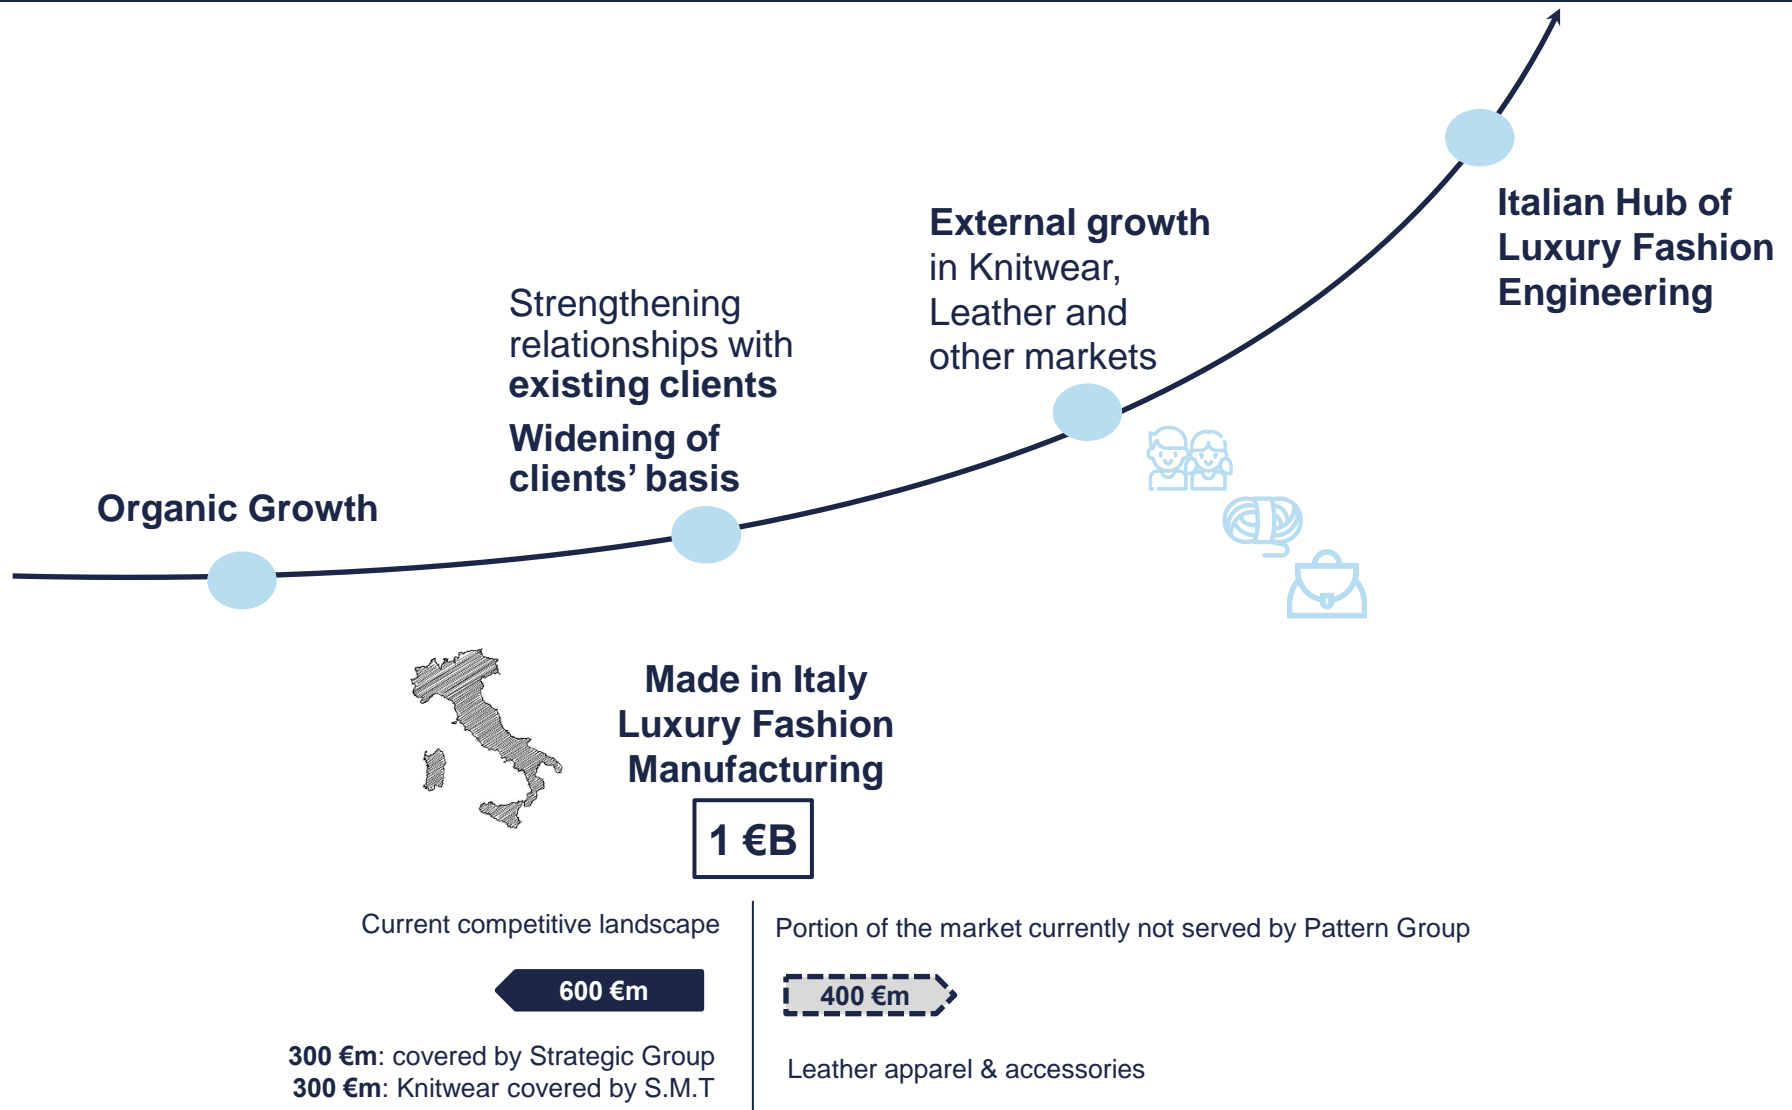 Organic Growth
Strengthening
relationships with
existing clients
Widening of
clients’ basis
External growth
in Knitwear,
Leather and
other markets
Italian Hub of
Luxury Fashion
Engineering
Made in Italy
Luxury Fashion
Manufacturing
1 €B
Current competitive landscape
600 €m
300 €m: covered by Strategic Group
300 €m: Knitwear covered by S.M.T
Portion of the market currently not served by Pattern Group
400 €m
Leather apparel & accessories